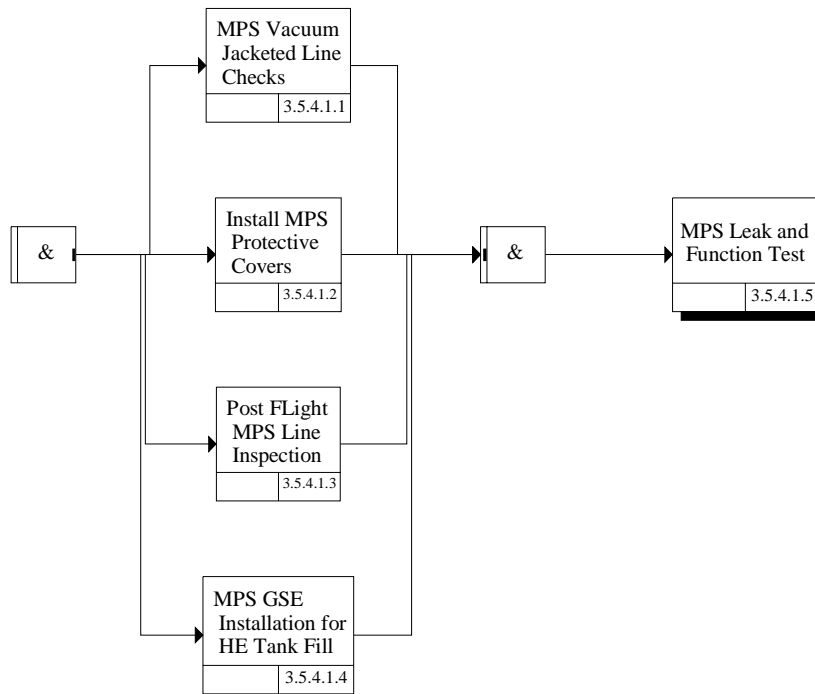 MPS Vacuum
Jacketed Line
Checks
3.5.4.1.1
&
Install MPS
Protective
Covers
3.5.4.1.2
&
MPS Leak and
Function Test
3.5.4.1.5
Post FLight
MPS Line
Inspection
3.5.4.1.3
MPS GSE
Installation for
HE Tank Fill
3.5.4.1.4